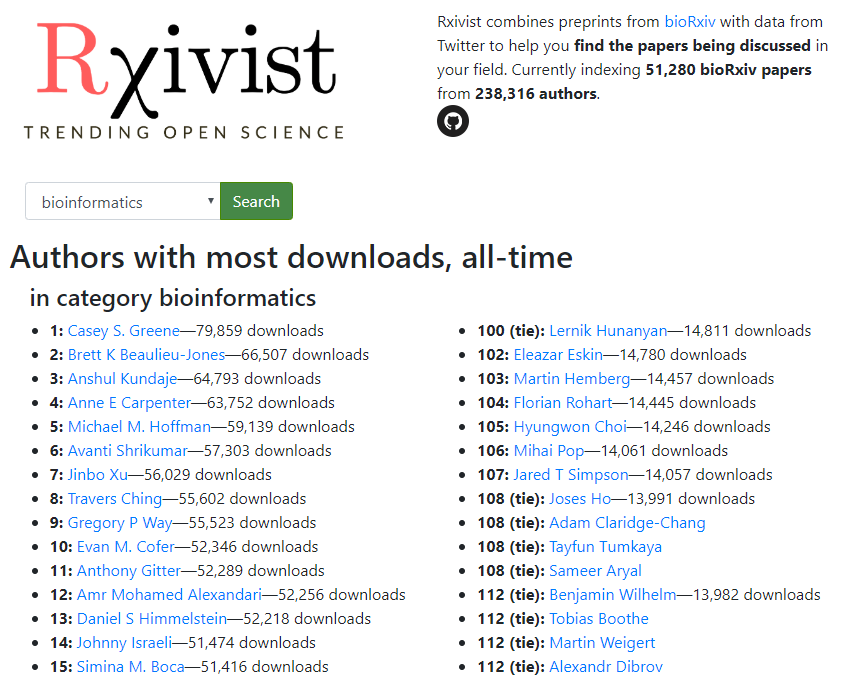 Rχivist
TRENDING OPEN SCIENCE
Rxivist combines preprints from bioRxiv with data from
Twitter to help you find the papers being discussed in
your field. Currently indexing 51,280 bioRxiv papers
from 238,316 authors.
bioinformatics
Search
Authors with most downloads, all-time
in category bioinformatics
1: Casey S. Greene—79,859 downloads
2: Brett K Beaulieu-Jones—66,507 downloads
3: Anshul Kundaje—64,793 downloads
4: Anne E Carpenter—63,752 downloads
5: Michael M. Hoffman—59,139 downloads
6: Avanti Shrikumar—57,303 downloads
7: Jinbo Xu—56,029 downloads
8: Travers Ching—55,602 downloads
9: Gregory P Way—55,523 downloads
10: Evan M. Cofer—52,346 downloads
11: Anthony Gitter—52,289 downloads
12: Amr Mohamed Alexandari—52,256 downloads
13: Daniel S Himmelstein—52,218 downloads
14: Johnny Israeli—51,474 downloads
15: Simina M. Boca—51,416 downloads
100 (tie): Lernik Hunanyan—14,811 downloads
102: Eleazar Eskin—14,780 downloads
103: Martin Hemberg—14,457 downloads
104: Florian Rohart—14,445 downloads
105: Hyungwon Choi—14,246 downloads
106: Mihai Pop—14,061 downloads
107: Jared T Simpson—14,057 downloads
108 (tie): Joses Ho—13,991 downloads
108 (tie): Adam Claridge-Chang
108 (tie): Tayfun Tumkaya
108 (tie): Sameer Aryal
112 (tie): Benjamin Wilhelm—13,982 downloads
112 (tie): Tobias Boothe
112 (tie): Martin Weigert
112 (tie): Alexandr Dibrov